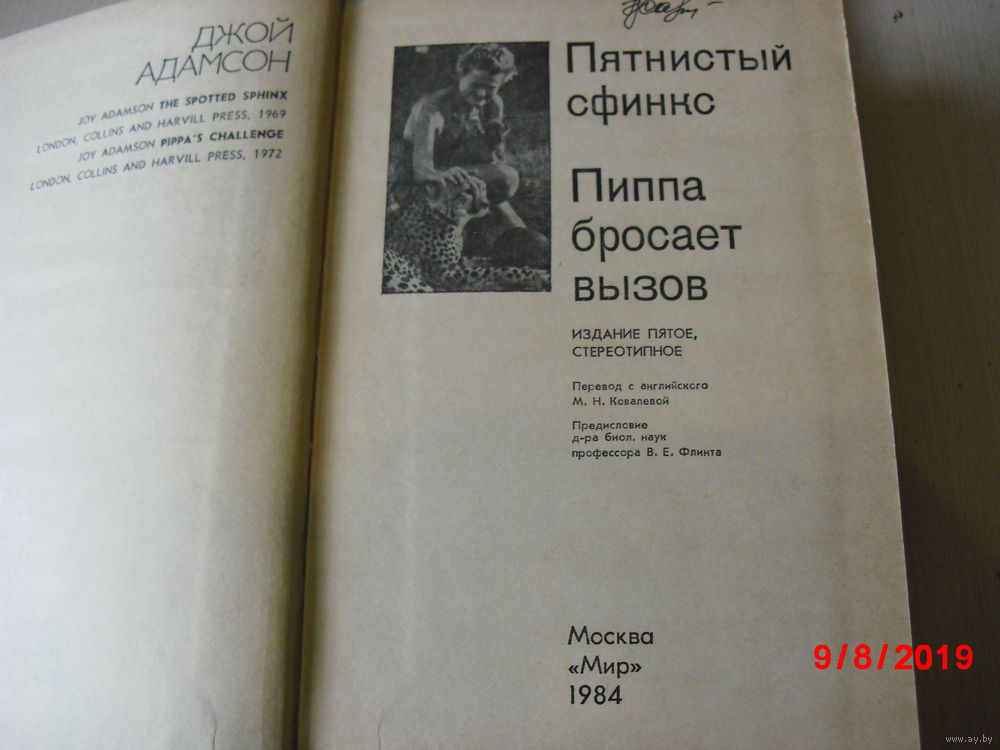 ДЖОЙ
АДАМСОН
JOY ADAMSON THE SPOTTED SPHINX
LONDON, COLLINS AND HARVILL PRESS, 1969
JOY ADAMSON PIPPA'S CHALLENGE
LONDON, COLLINS AND HARVILL PRESS, 1972
Пятнистый
сфинкс
Пиппа
бросает
вызов
ИЗДАНИЕ ПЯТОЕ,
СТЕРЕОТИПНОЕ
Перевод с английского
М. Н. Ковалевой
Предисловие
д-ра биол. наук
профессора В. Е. Флинта
Москва
«Мир»
1984
9/8/2019
www.ay.by